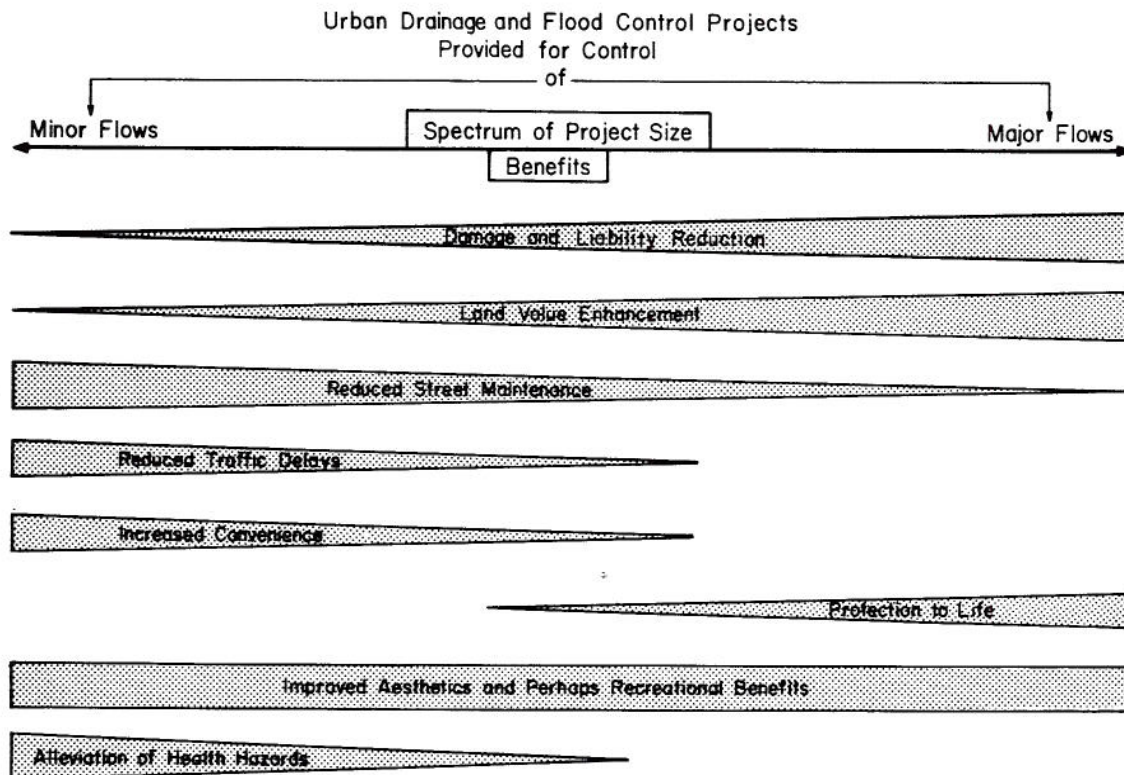 Urban Drainage and Flood Control Projects
Provided for Control
of
Minor Flows
Spectrum of Project Size
Major Flows
Benefits
Damage and Liability Reduction
Land Value Enhancement
Reduced Street Maintenance
Reduced Traffic Delays
Increased Convenience
Protection to Life
Improved Aesthetics and Perhaps Recreational Benefits
Alleviation of Health Hazards